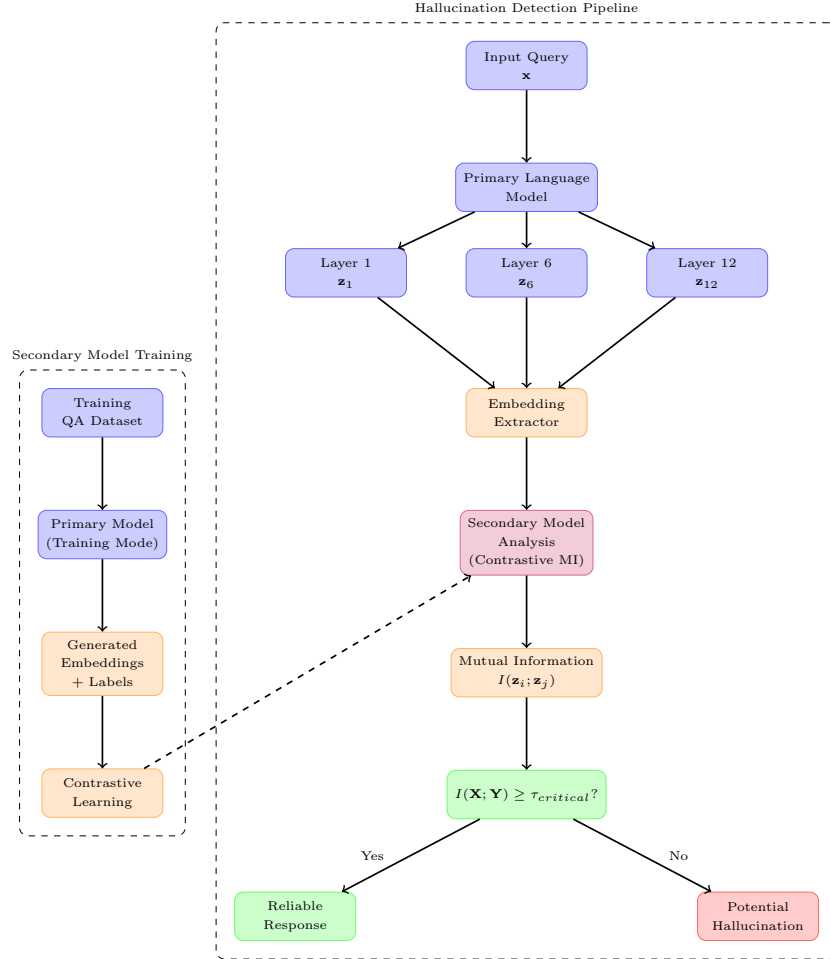 Hallucination Detection Pipeline
Input Query
x
Primary Language
Model
Layer 1
z₁
Layer 6
z₆
Layer 12
z₁₂
Embedding
Extractor
Secondary Model
Analysis
(Contrastive MI)
Mutual Information
I(zᵢ; zⱼ)
I(X; Y) ≥ τcritical?
Yes
No
Reliable
Response
Potential
Hallucination
Secondary Model Training
Training
QA Dataset
Primary Model
(Training Mode)
Generated
Embeddings
+ Labels
Contrastive
Learning